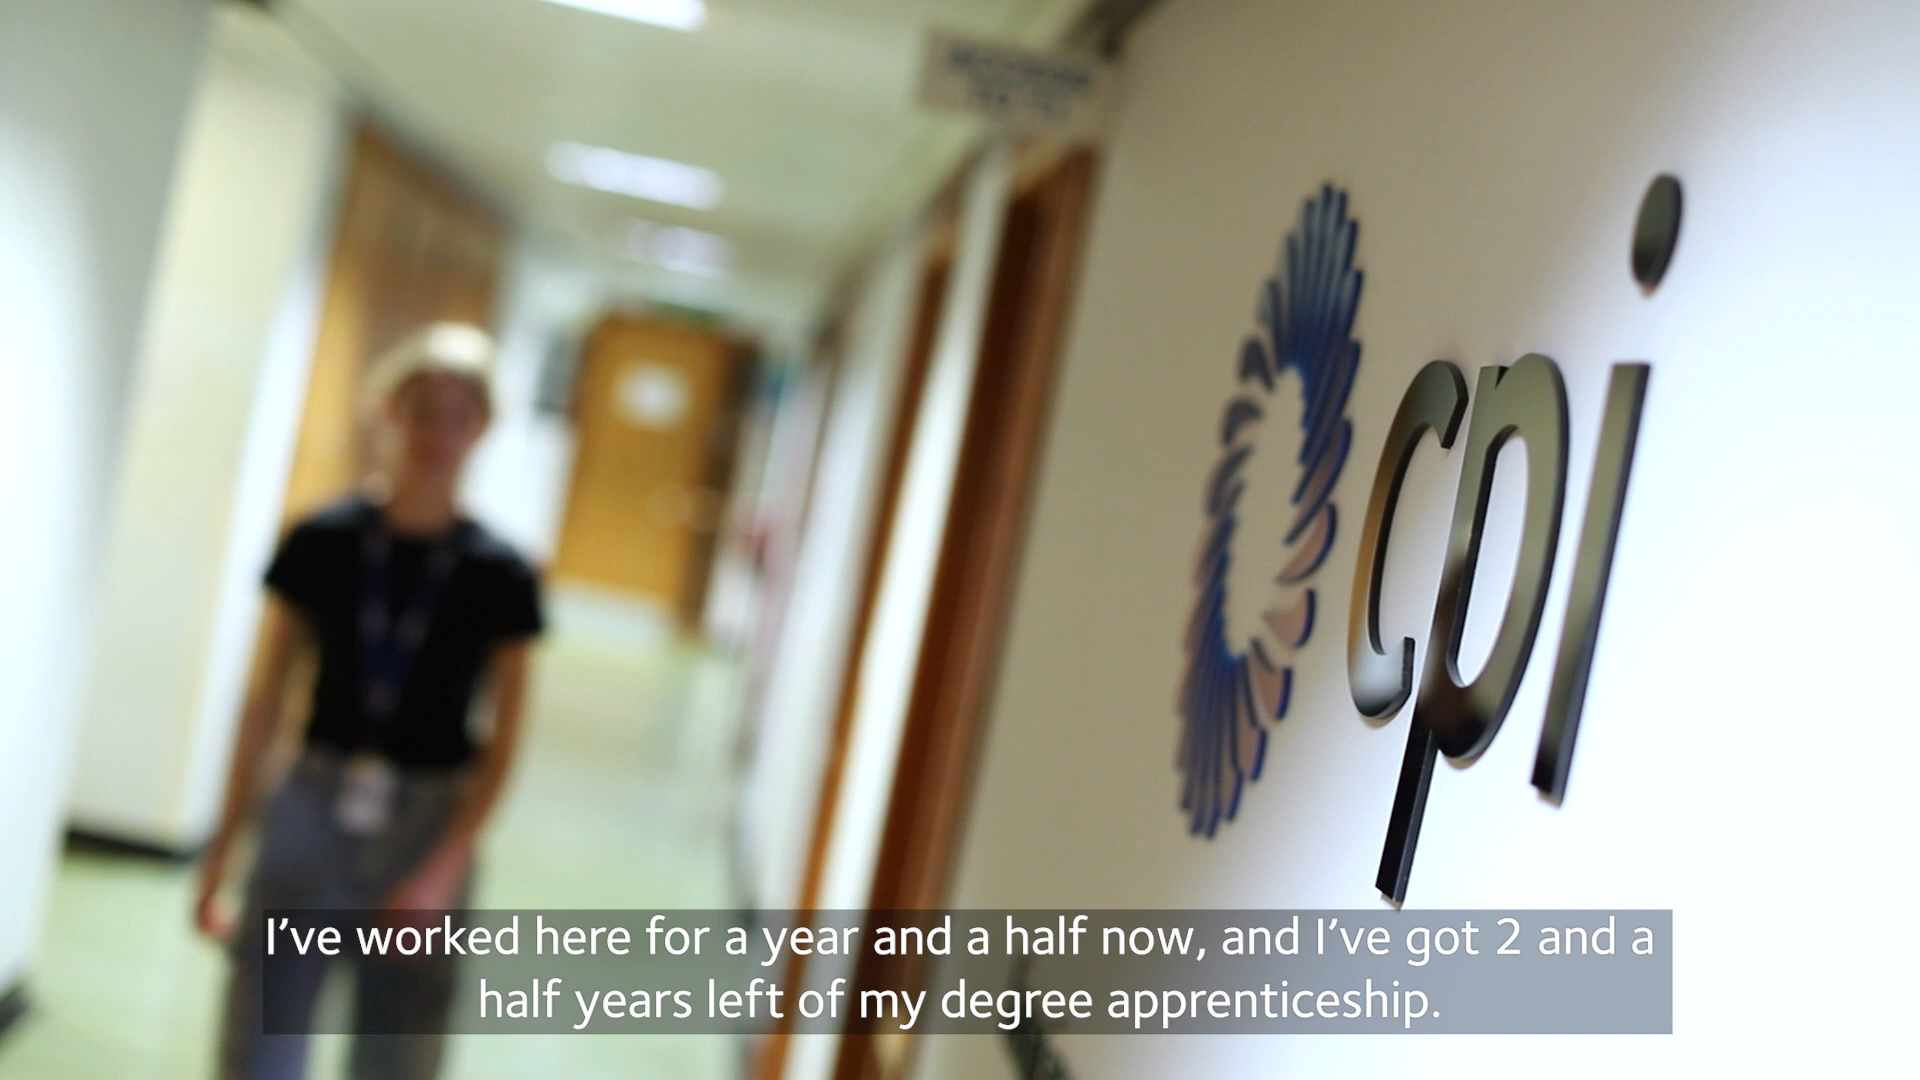 cpi
I've worked here for a year and a half now, and I've got 2 and a
half years left of my degree apprenticeship.